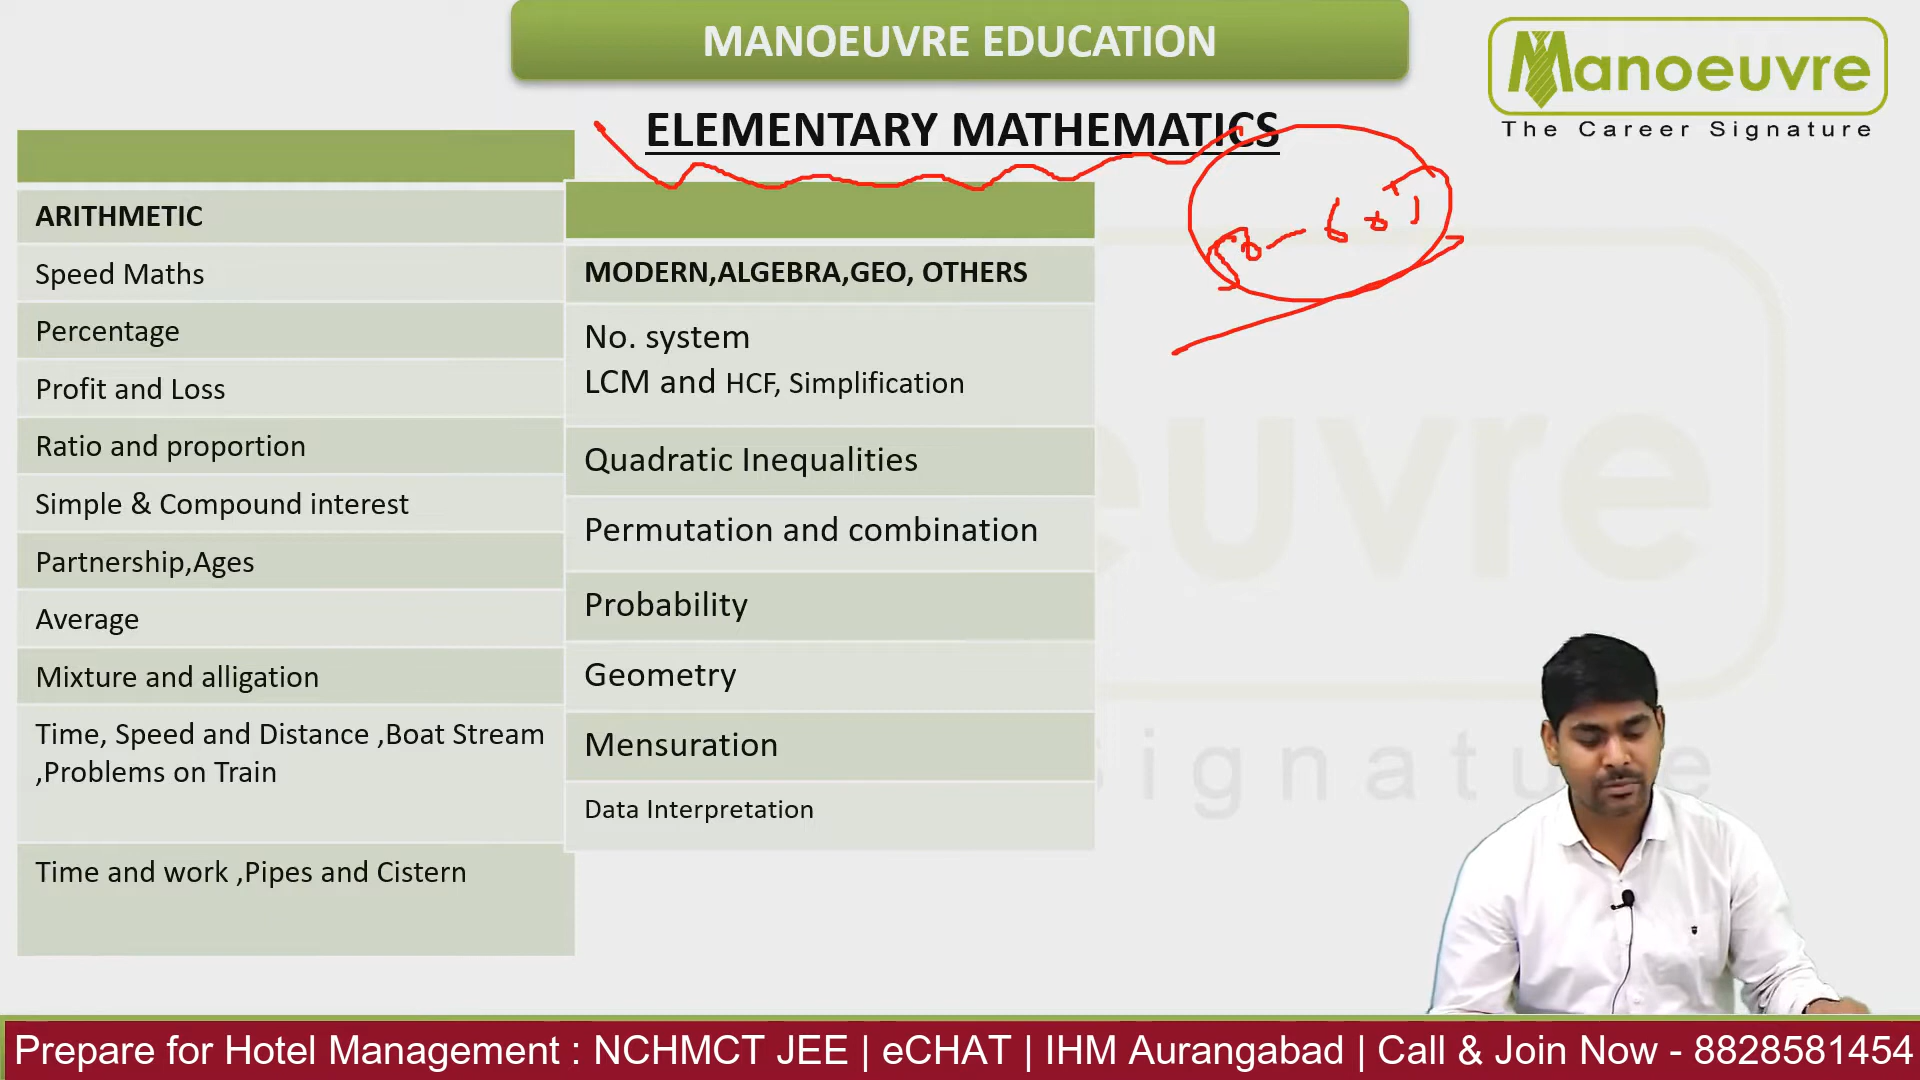 MANOEUVRE EDUCATION
Manoeuvre
The Career Signature
ELEMENTARY MATHEMATICS
ARITHMETIC
Speed Maths
Percentage
Profit and Loss
Ratio and proportion
Simple & Compound interest
Partnership,Ages
Average
Mixture and alligation
Time, Speed and Distance ,Boat Stream
,Problems on Train
Time and work ,Pipes and Cistern
MODERN,ALGEBRA,GEO, OTHERS
No. system
LCM and HCF, Simplification
Quadratic Inequalities
Permutation and combination
Probability
Geometry
Mensuration
Data Interpretation
euvre
Signature
Prepare for Hotel Management : NCHMCT JEE | eCHAT | IHM Aurangabad | Call & Join Now - 8828581454